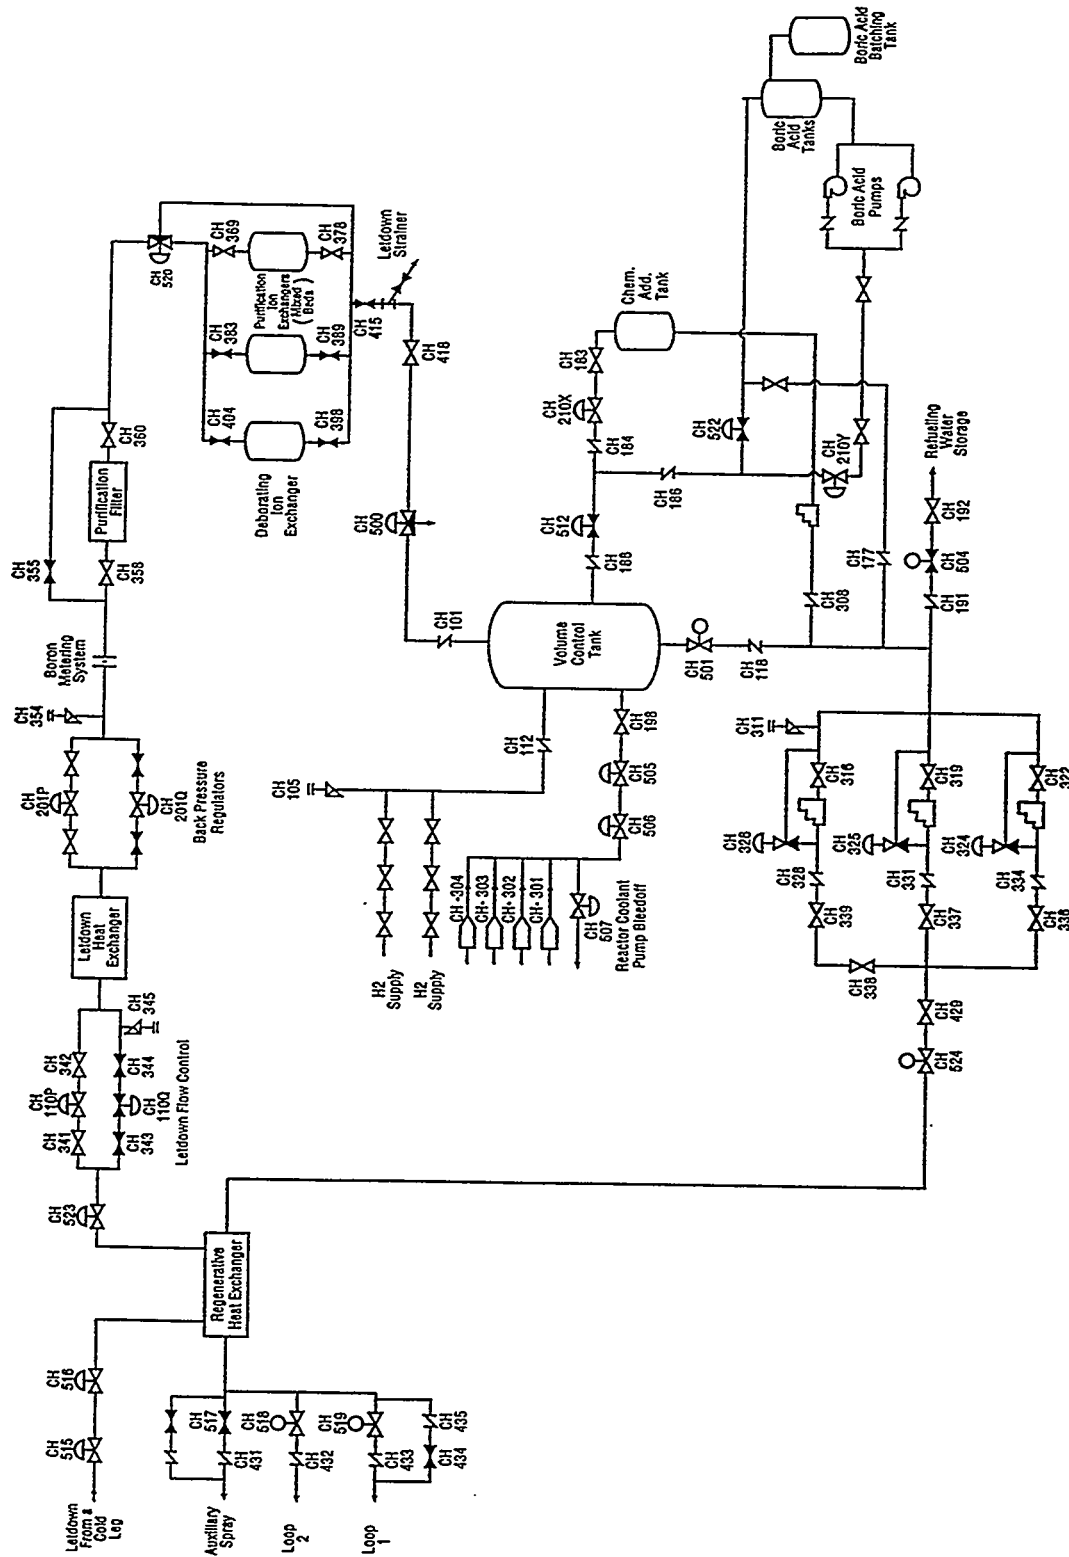 Letdown
From a
Cold
Leg
CH
515
CH
516
Auxiliary
Spray
Loop
2
Loop
1
CH
517
CH
431
CH
518
CH
432
CH
519
CH
433
CH
435
CH
434
Regenerative
Heat Exchanger
CH
523
CH
341
CH
110P
CH
342
CH
343
CH
110Q
CH
344
CH
345
Letdown Flow Control
Letdown
Heat
Exchanger
CH
201P
CH
201Q
Back Pressure
Regulators
CH
354
Boron
Metering
System
CH
355
CH
358
Purification
Filter
CH
360
CH
520
CH
404
CH
383
CH
369
CH
398
CH
389
CH
378
Deborating
Ion
Exchanger
Purification
Ion
Exchangers
( Mixed )
Beds
CH
415
Letdown
Strainer
CH
418
CH
500
CH
101
Volume
Control
Tank
CH
105
CH
112
H2
Supply
H2
Supply
CH-304
CH-303
CH-302
CH-301
CH
507
Reactor Coolant
Pump Bleedoff
CH
506
CH
505
CH
198
CH
188
CH
512
CH
184
CH
210X
CH
183
Chem.
Add.
Tank
CH
186
CH
522
Boric
Acid
Tanks
Boric Acid
Batching
Tank
Boric Acid
Pumps
CH
210Y
CH
501
CH
118
CH
308
CH
177
CH
191
CH
504
CH
192
Refueling
Water
Storage
CH
311
CH
316
CH
319
CH
322
CH
326
CH
325
CH
324
CH
328
CH
331
CH
334
CH
339
CH
337
CH
336
CH
338
CH
429
CH
524